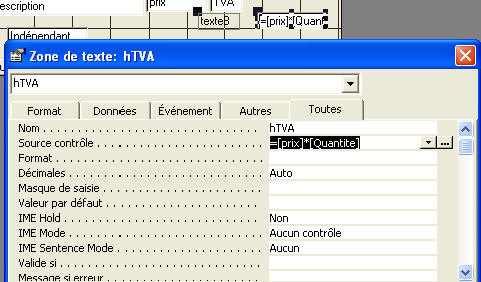 escription
prix
TVA
texte8
=[prix]*[Quan
Indépendant
Zone de texte: hTVA
hTVA
Format Données Événement Autres Toutes
Nom hTVA
Source contrôle =[prix]*[Quantite]
Format
Décimales Auto
Masque de saisie
Valeur par défaut
IME Hold Non
IME Mode Aucun contrôle
IME Sentence Mode Aucun
Valide si
Message si erreur